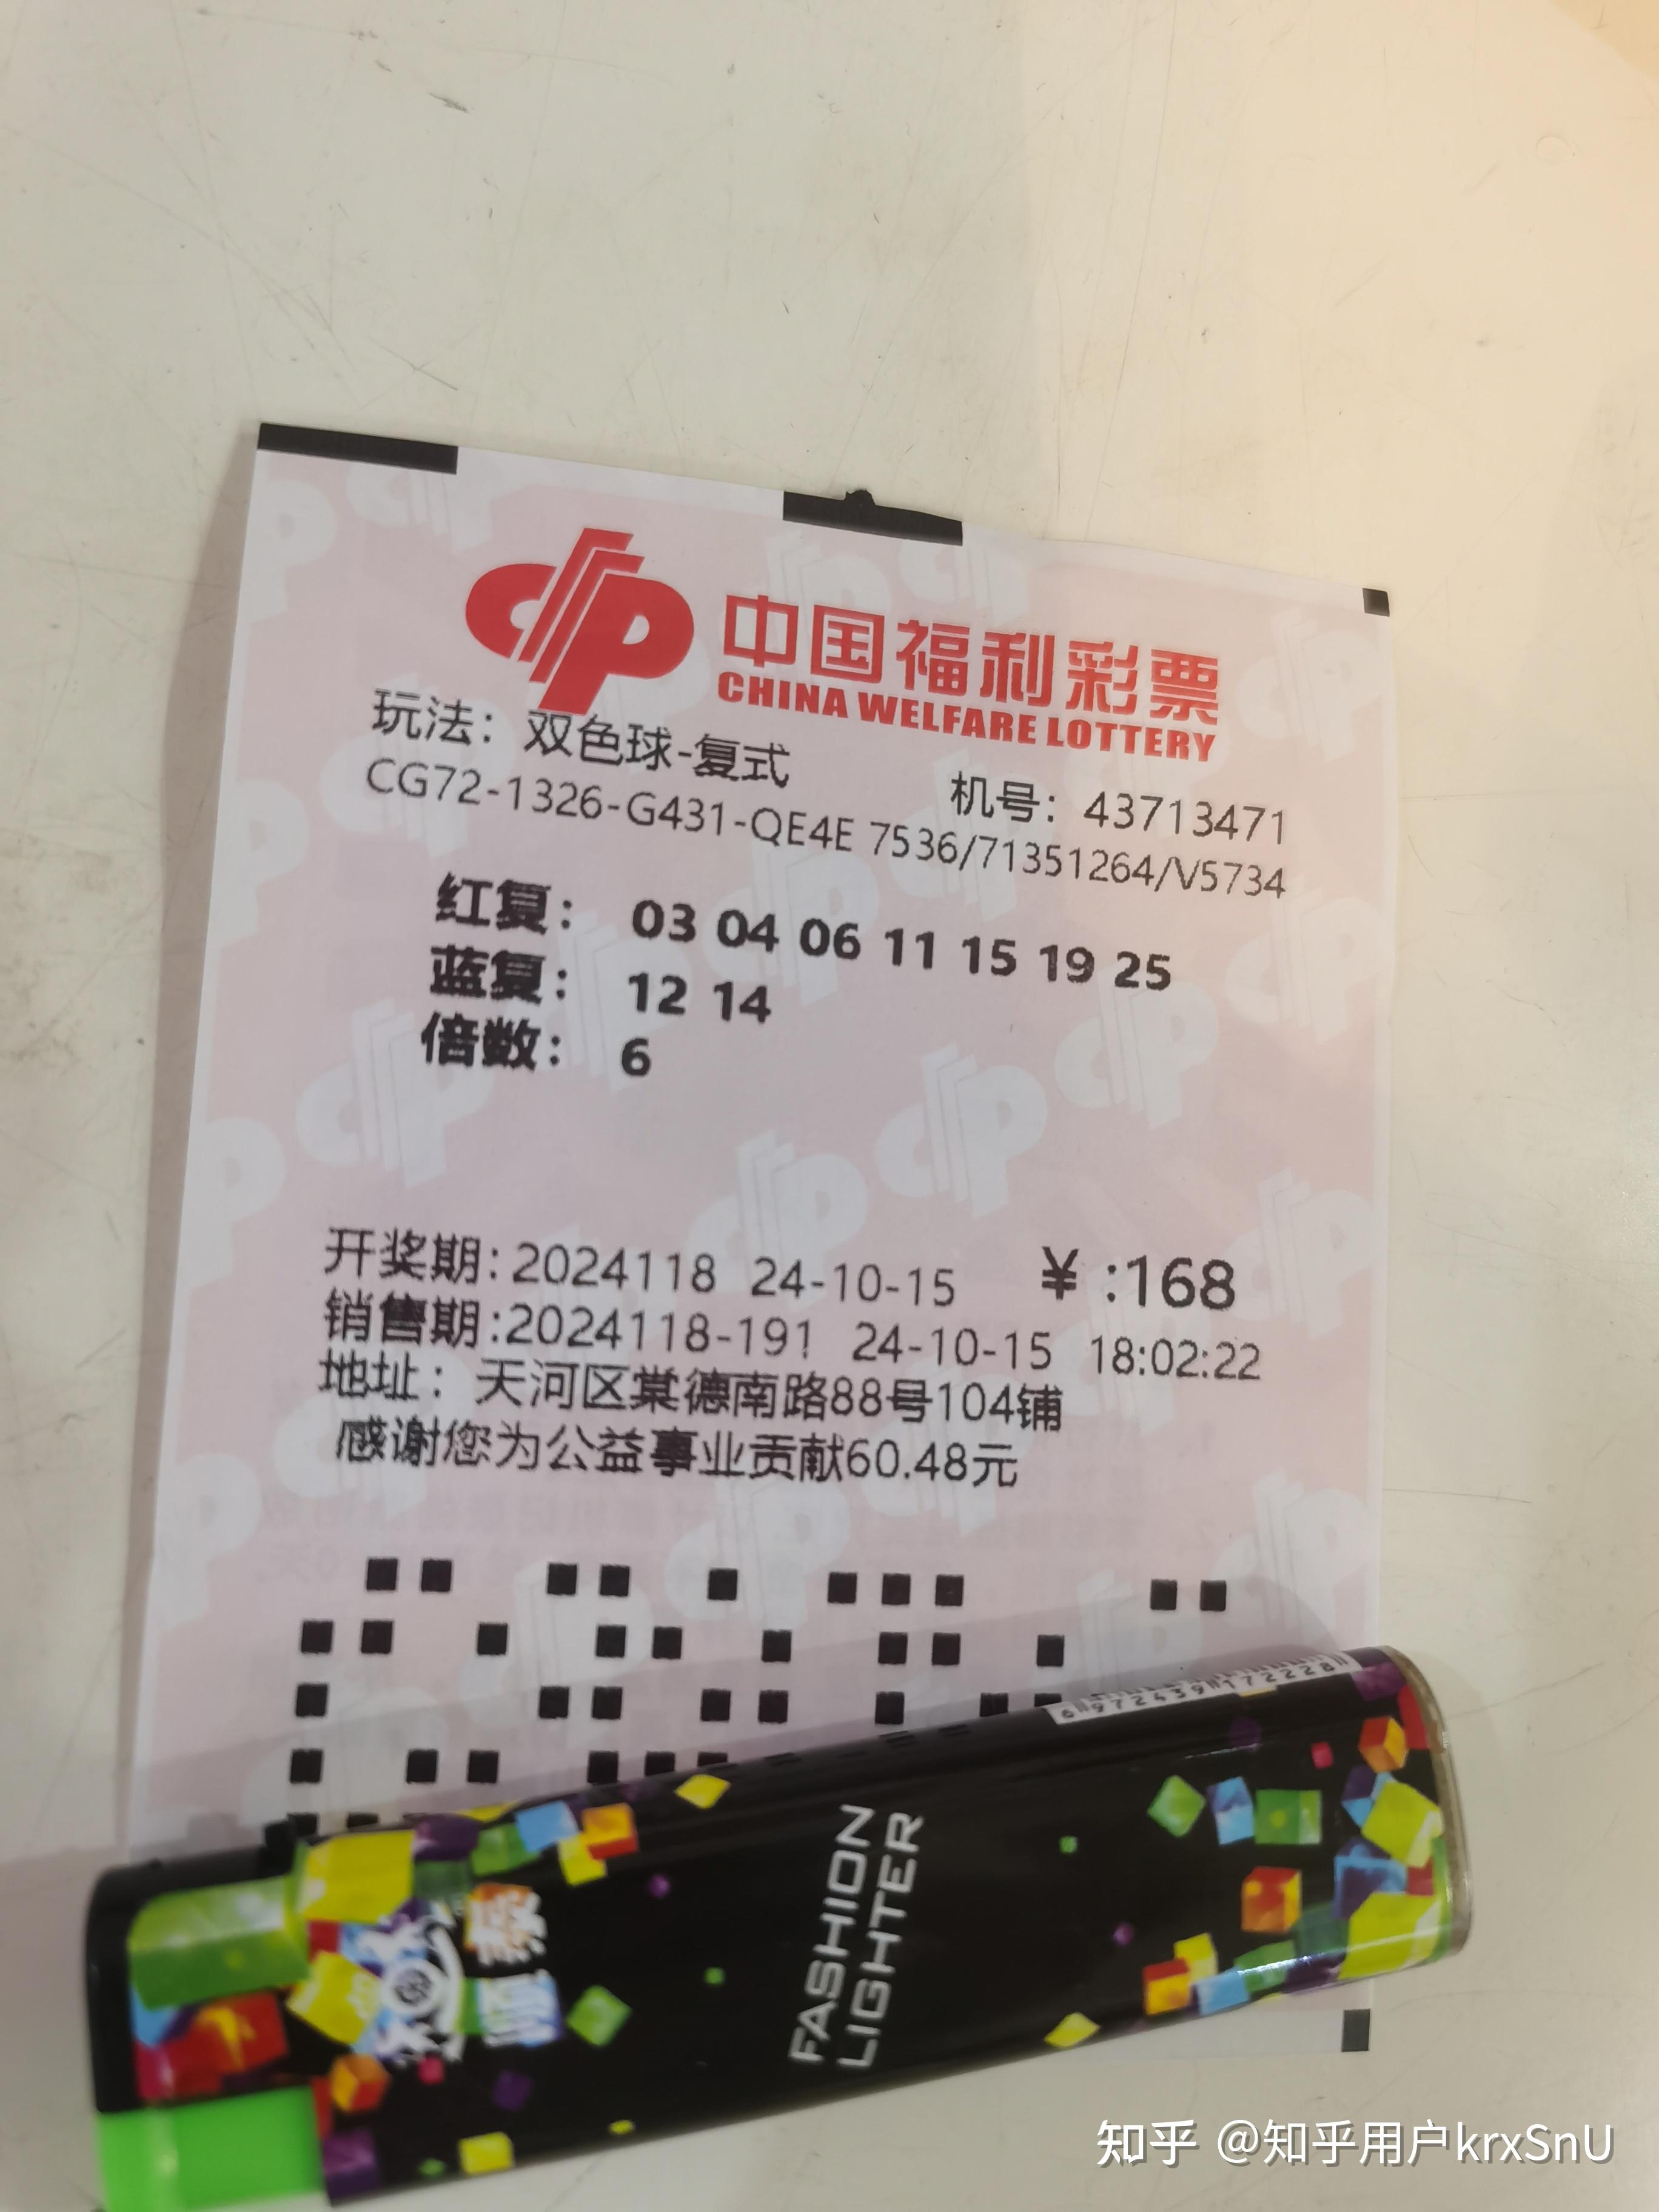 中国福利彩票
CHINA WELFARE LOTTERY
玩法：双色球-复式
机号：43713471
CG72-1326-G431-QE4E 7536/71351264/V5734
红复： 03 04 06 11 15 19 25
蓝复： 12 14
倍数： 6
开奖期:2024118 24-10-15 ￥:168
销售期:2024118-191 24-10-15 18:02:22
地址：天河区棠德南路88号104铺
感谢您为公益事业贡献60.48元
6972439172228
FASHION
LIGHTER
知乎 @知乎用户krxSnU